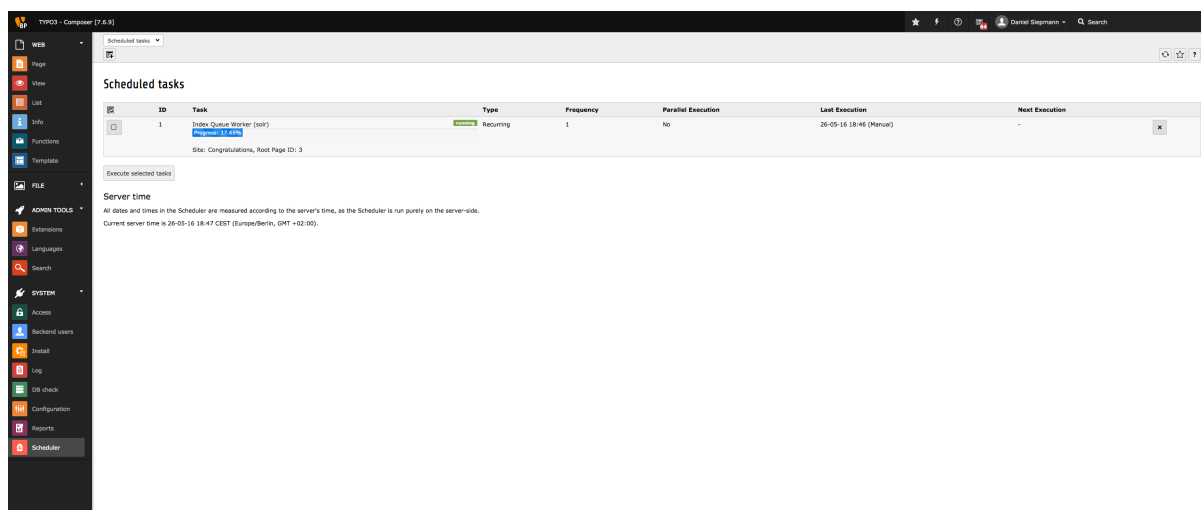 TYPO3 - Composer [7.6.9]
64
Daniel Siepmann
Search
WEB
Page
View
List
Info
Functions
Template
FILE
ADMIN TOOLS
Extensions
Languages
Search
SYSTEM
Access
Backend users
Install
Log
DB check
Configuration
Reports
Scheduler
Scheduled tasks
Scheduled tasks
ID Task Type Frequency Parallel Execution Last Execution Next Execution
1 Index Queue Worker (solr) running Recurring 1 No 26-05-16 18:46 (Manual) -
Progress: 17.65%
Site: Congratulations, Root Page ID: 3
Execute selected tasks
Server time
All dates and times in the Scheduler are measured according to the server's time, as the Scheduler is run purely on the server-side.
Current server time is 26-05-16 18:47 CEST (Europe/Berlin, GMT +02:00).